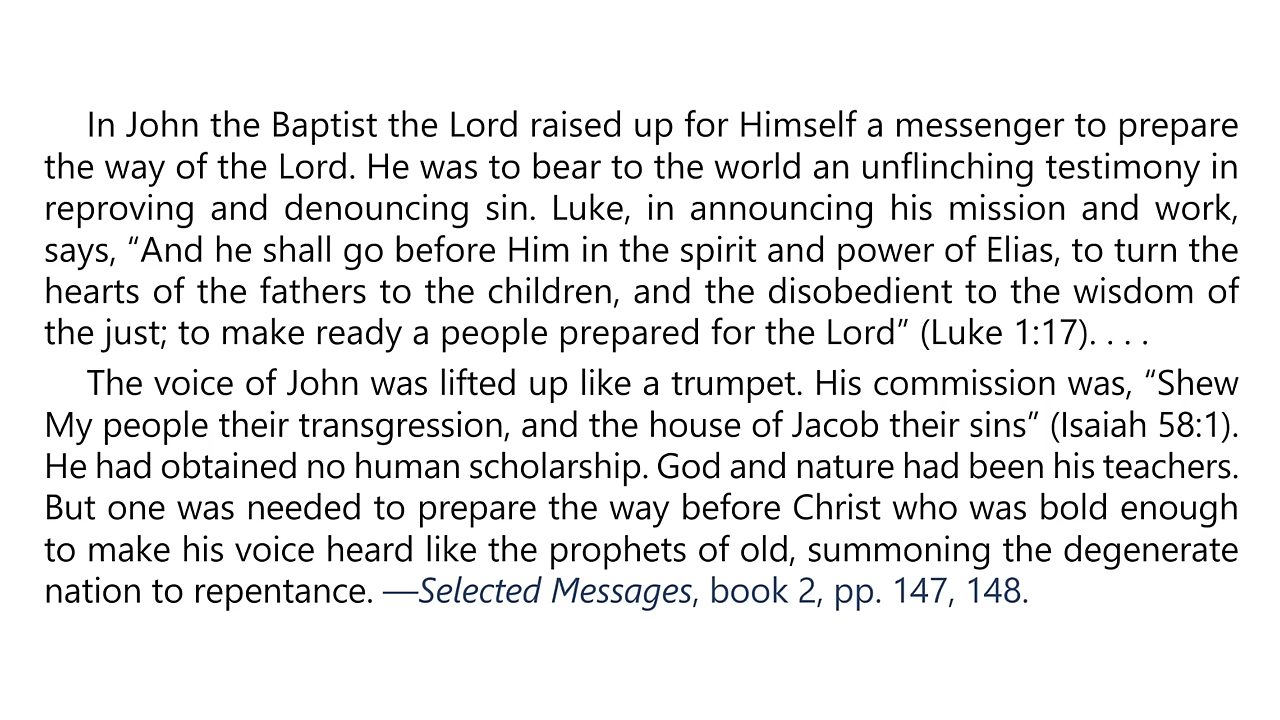 In John the Baptist the Lord raised up for Himself a messenger to prepare
the way of the Lord. He was to bear to the world an unflinching testimony in
reproving and denouncing sin. Luke, in announcing his mission and work,
says, “And he shall go before Him in the spirit and power of Elias, to turn the
hearts of the fathers to the children, and the disobedient to the wisdom of
the just; to make ready a people prepared for the Lord” (Luke 1:17). . . .
The voice of John was lifted up like a trumpet. His commission was, “Shew
My people their transgression, and the house of Jacob their sins” (Isaiah 58:1).
He had obtained no human scholarship. God and nature had been his teachers.
But one was needed to prepare the way before Christ who was bold enough
to make his voice heard like the prophets of old, summoning the degenerate
nation to repentance. —Selected Messages, book 2, pp. 147, 148.